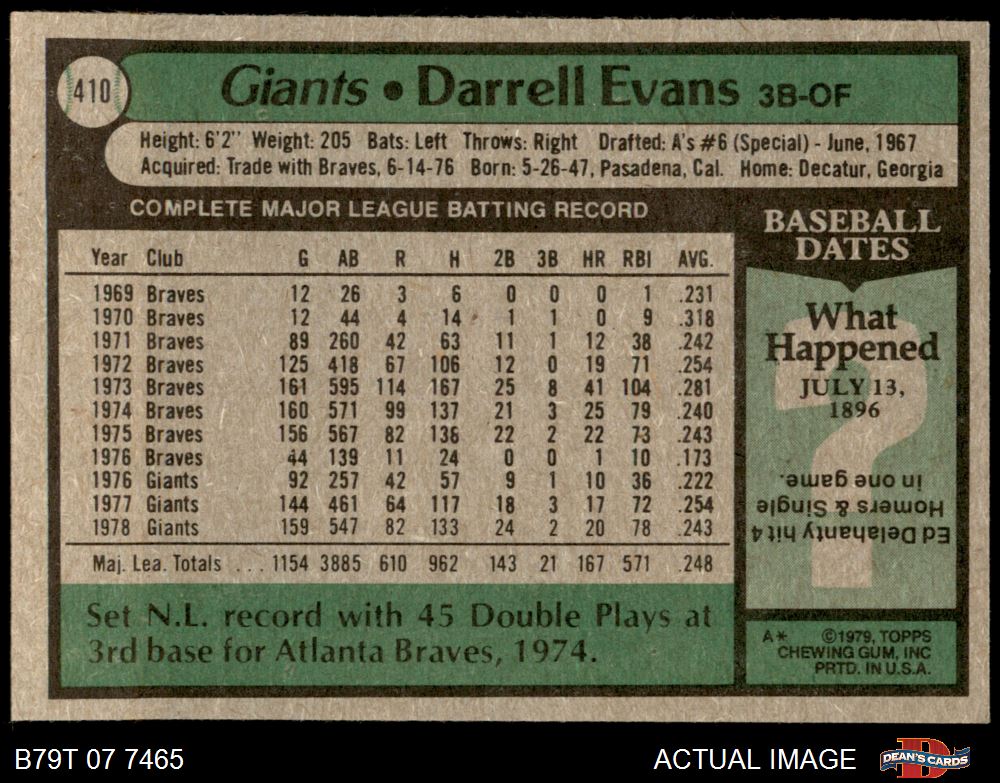 410
Giants • Darrell Evans 3B-OF
Height: 6'2" Weight: 205 Bats: Left Throws: Right Drafted: A's #6 (Special) - June, 1967
Acquired: Trade with Braves, 6-14-76 Born: 5-26-47, Pasadena, Cal. Home: Decatur, Georgia
COMPLETE MAJOR LEAGUE BATTING RECORD
Year Club G AB R H 2B 3B HR RBI AVG.
1969 Braves 12 26 3 6 0 0 0 1 .231
1970 Braves 12 44 4 14 1 1 0 9 .318
1971 Braves 89 260 42 63 11 1 12 38 .242
1972 Braves 125 418 67 106 12 0 19 71 .254
1973 Braves 161 595 114 167 25 8 41 104 .281
1974 Braves 160 571 99 137 21 3 25 79 .240
1975 Braves 156 567 82 138 22 2 22 73 .243
1976 Braves 44 139 11 24 0 0 1 10 .173
1976 Giants 92 257 42 57 9 1 10 36 .222
1977 Giants 144 461 64 117 18 3 17 72 .254
1978 Giants 159 547 82 133 24 2 20 78 .243
Maj. Lea. Totals ... 1154 3885 610 962 143 21 167 571 .248
Set N.L. record with 45 Double Plays at
3rd base for Atlanta Braves, 1974.
BASEBALL
DATES
What
Happened
JULY 13,
1896
?
Ed Delahanty hit 4
Homers & Single
in one game.
A* ©1979, TOPPS
CHEWING GUM, INC
PRTD. IN U.S.A.
B79T 07 7465
ACTUAL IMAGE
D
DEAN'S CARDS